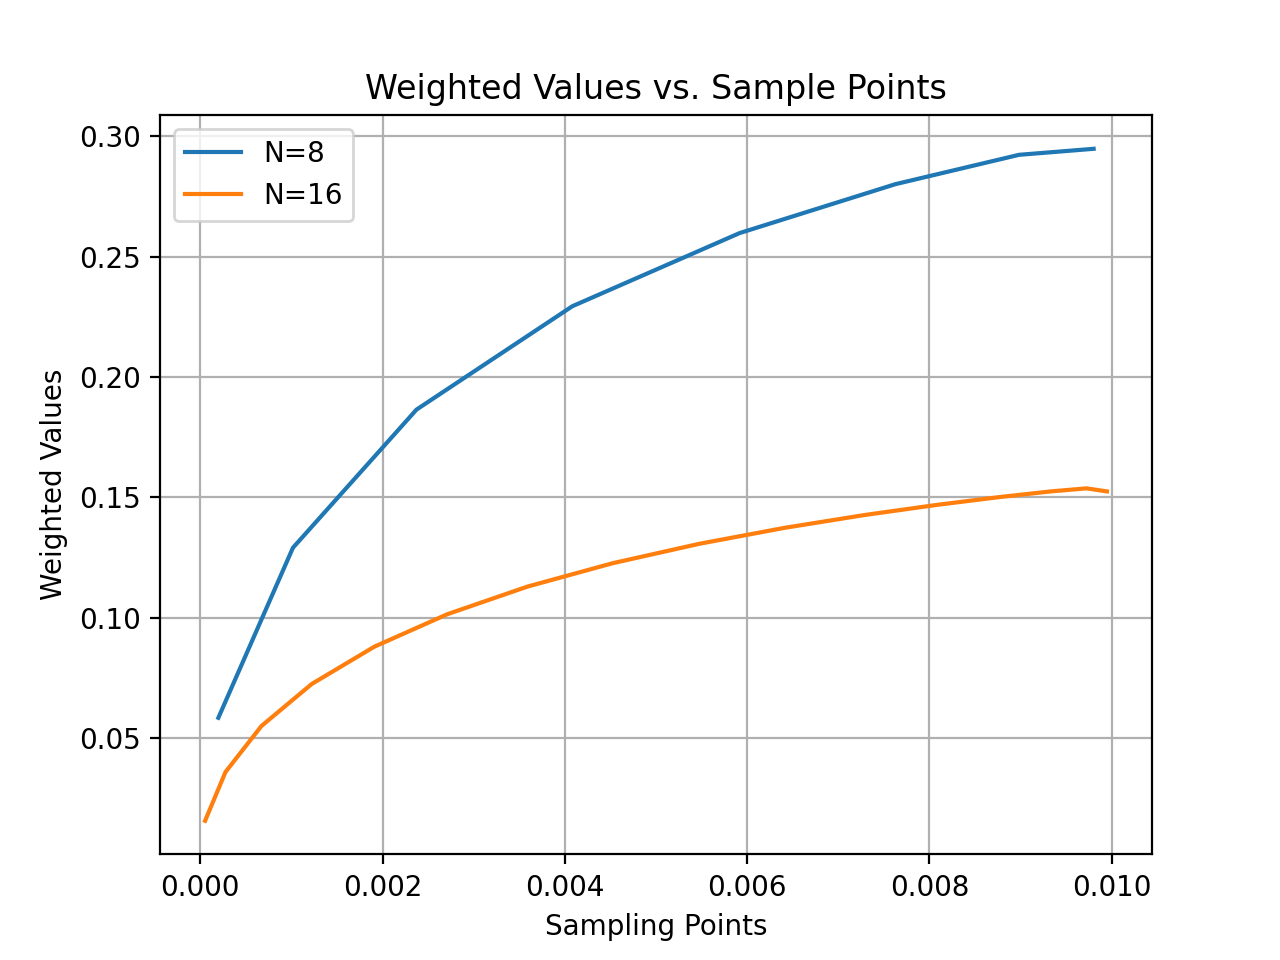 Weighted Values vs. Sample Points
N=8
N=16
0.30
0.25
0.20
0.15
0.10
0.05
Weighted Values
0.000 0.002 0.004 0.006 0.008 0.010
Sampling Points